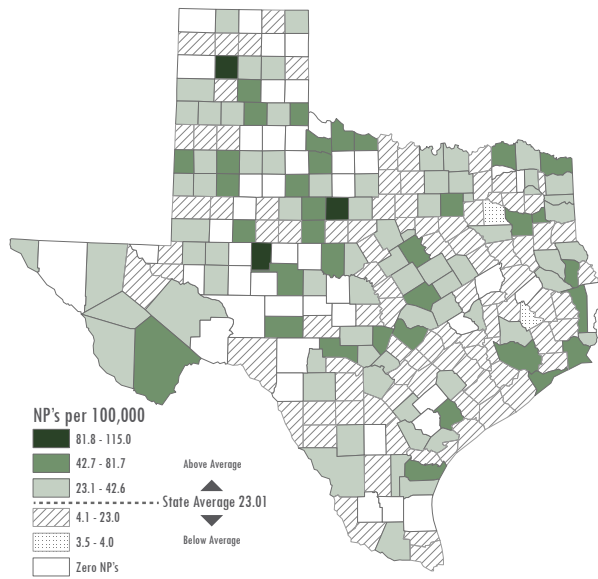 NP's per 100,000
81.8 - 115.0
42.7 - 81.7
23.1 - 42.6
Above Average
State Average 23.01
4.1 - 23.0
3.5 - 4.0
Below Average
Zero NP's